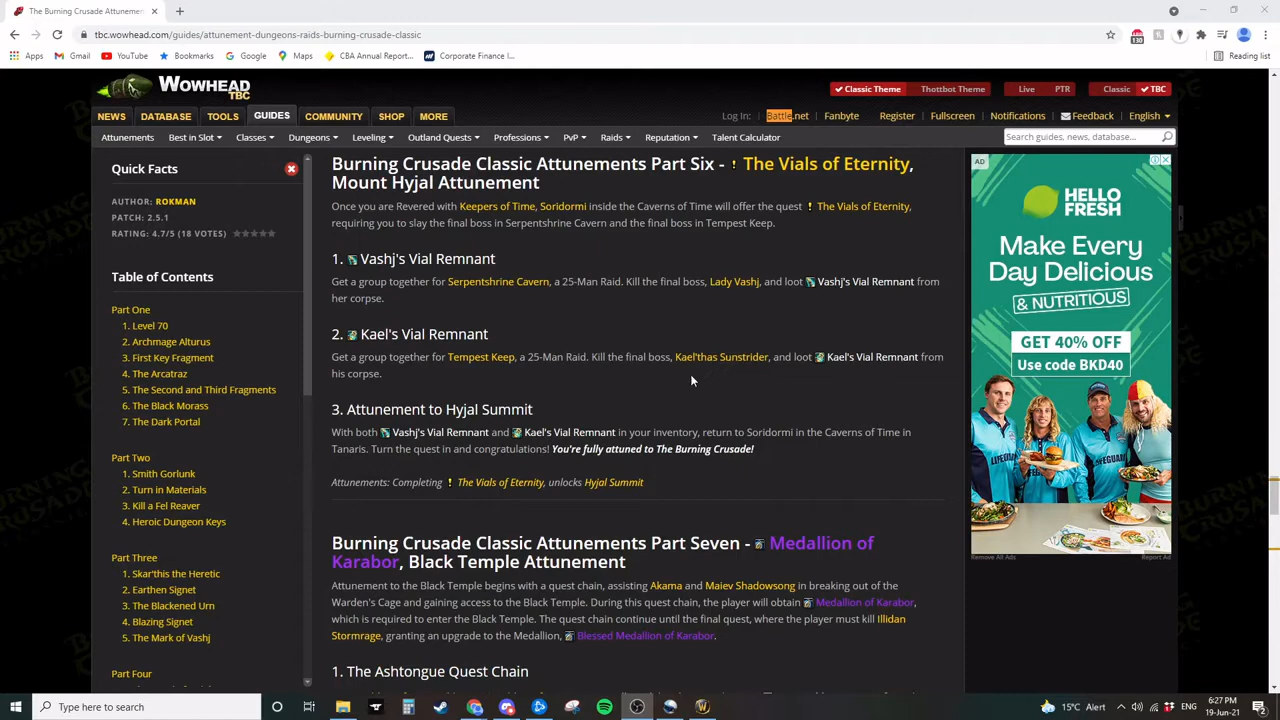 The Burning Crusade Attunement
tbc.wowhead.com/guides/attunement-dungeons-raids-burning-crusade-classic
130
Apps Gmail YouTube Bookmarks Google Maps CBA Annual Report... Corporate Finance I... Reading list
WOWHEAD
TBC
Classic Theme Thottbot Theme Live PTR Classic TBC
NEWS DATABASE TOOLS GUIDES COMMUNITY SHOP MORE
Log In: Battle.net Fanbyte Register Fullscreen Notifications Feedback English
Attunements Best in Slot Classes Dungeons Leveling Outland Quests Professions PvP Raids Reputation Talent Calculator
Search guides, news, database...
Quick Facts
AUTHOR: ROKMAN
PATCH: 2.5.1
RATING: 4.7/5 (18 VOTES)
Table of Contents
Part One
1. Level 70
2. Archmage Alturus
3. First Key Fragment
4. The Arcatraz
5. The Second and Third Fragments
6. The Black Morass
7. The Dark Portal
Part Two
1. Smith Gorlunk
2. Turn in Materials
3. Kill a Fel Reaver
4. Heroic Dungeon Keys
Part Three
1. Skar'this the Heretic
2. Earthen Signet
3. The Blackened Urn
4. Blazing Signet
5. The Mark of Vashj
Part Four
Burning Crusade Classic Attunements Part Six - The Vials of Eternity,
Mount Hyjal Attunement
Once you are Revered with Keepers of Time, Soridormi inside the Caverns of Time will offer the quest The Vials of Eternity,
requiring you to slay the final boss in Serpentshrine Cavern and the final boss in Tempest Keep.
1. Vashj's Vial Remnant
Get a group together for Serpentshrine Cavern, a 25-Man Raid. Kill the final boss, Lady Vashj, and loot Vashj's Vial Remnant from
her corpse.
2. Kael's Vial Remnant
Get a group together for Tempest Keep, a 25-Man Raid. Kill the final boss, Kael'thas Sunstrider, and loot Kael's Vial Remnant from
his corpse.
3. Attunement to Hyjal Summit
With both Vashj's Vial Remnant and Kael's Vial Remnant in your inventory, return to Soridormi in the Caverns of Time in
Tanaris. Turn the quest in and congratulations! You're fully attuned to The Burning Crusade!
Attunements: Completing The Vials of Eternity, unlocks Hyjal Summit
Burning Crusade Classic Attunements Part Seven - Medallion of
Karabor, Black Temple Attunement
Attunement to the Black Temple begins with a quest chain, assisting Akama and Maiev Shadowsong in breaking out of the
Warden's Cage and gaining access to the Black Temple. During this quest chain, the player will obtain Medallion of Karabor,
which is required to enter the Black Temple. The quest chain continue until the final quest, where the player must kill Illidan
Stormrage, granting an upgrade to the Medallion, Blessed Medallion of Karabor.
1. The Ashtongue Quest Chain
AD
HELLO
FRESH
Make Every
Day Delicious
& NUTRITIOUS
GET 40% OFF
Use code BKD40
Remove All Ads Report Ad
Type here to search
15°C Alert
6:27 PM
19-Jun-21
2